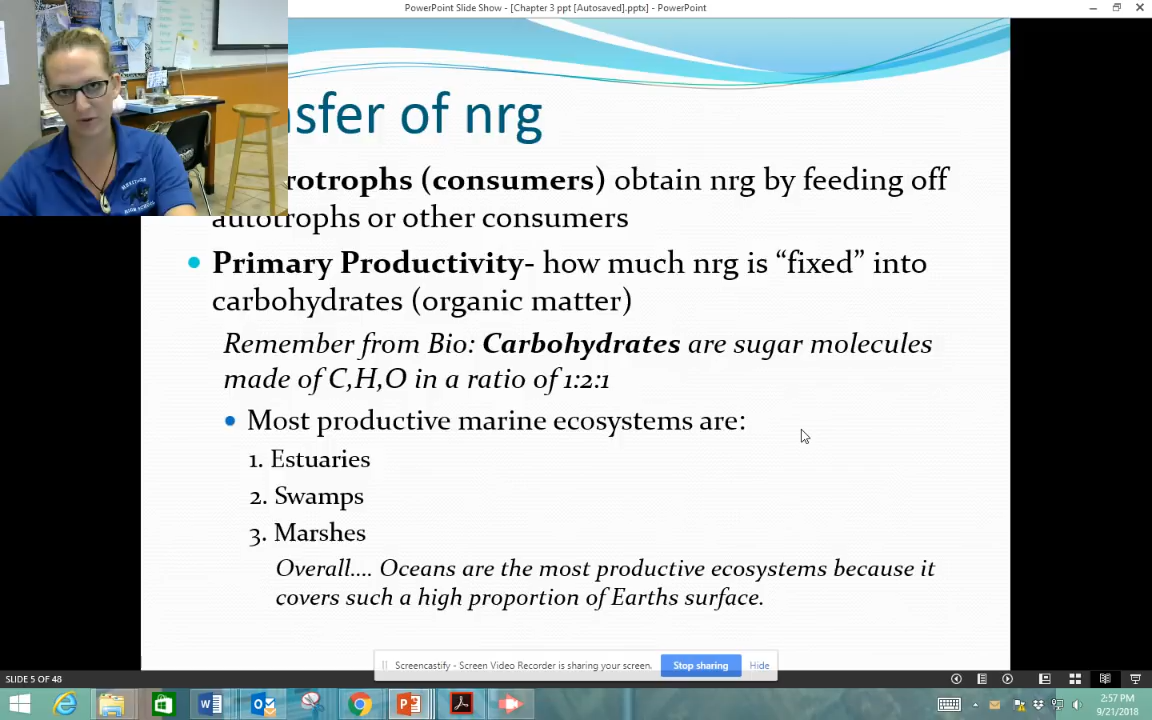 PowerPoint Slide Show - [Chapter 3 ppt [Autosaved].pptx] - PowerPoint
nsfer of nrg
rotrophs (consumers) obtain nrg by feeding off
autotrophs or other consumers
Primary Productivity- how much nrg is “fixed” into
carbohydrates (organic matter)
Remember from Bio: Carbohydrates are sugar molecules
made of C,H,O in a ratio of 1:2:1
Most productive marine ecosystems are:
1. Estuaries
2. Swamps
3. Marshes
Overall.... Oceans are the most productive ecosystems because it
covers such a high proportion of Earths surface.
Screencastify - Screen Video Recorder is sharing your screen. Stop sharing Hide
SLIDE 5 OF 48
2:57 PM
9/21/2018